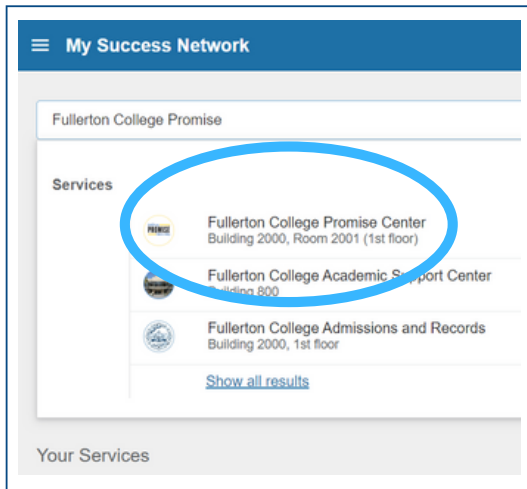 My Success Network
Fullerton College Promise
Services
PROMISE
Fullerton College Promise Center
Building 2000, Room 2001 (1st floor)
Fullerton College Academic Support Center
Building 800
Fullerton College Admissions and Records
Building 2000, 1st floor
Show all results
Your Services